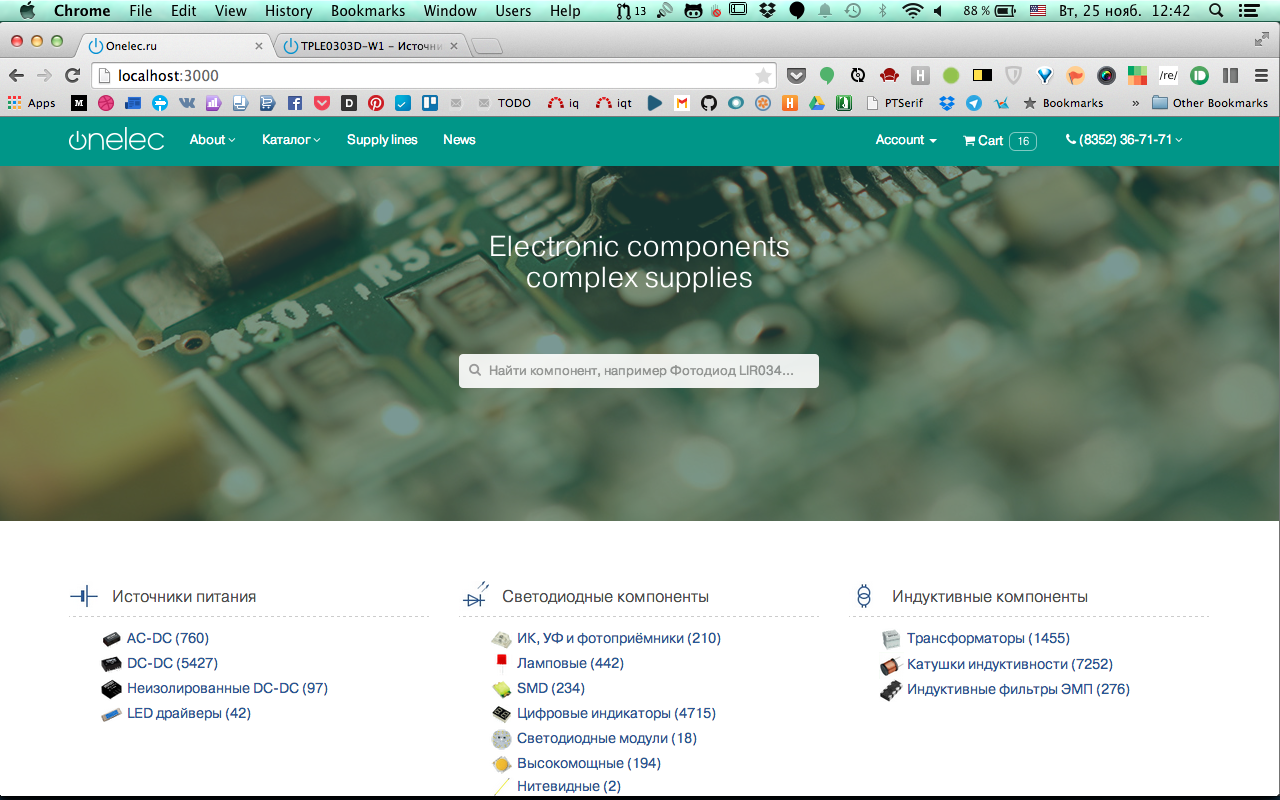 Chrome File Edit View History Bookmarks Window Users Help 13 88 % Вт, 25 нояб. 12:42
Onelec.ru TPLE0303D-W1 – Источни
localhost:3000
Apps TODO iq iqt PTSerif Bookmarks » Other Bookmarks
onelec About Каталог Supply lines News Account Cart 16 (8352) 36-71-71
.R50, ,R5
Electronic components
complex supplies
Найти компонент, например Фотодиод LIR034...
Источники питания
AC-DC (760)
DC-DC (5427)
Неизолированные DC-DC (97)
LED драйверы (42)
Светодиодные компоненты
ИК, УФ и фотоприёмники (210)
Ламповые (442)
SMD (234)
Цифровые индикаторы (4715)
Светодиодные модули (18)
Высокомощные (194)
Нитевидные (2)
Индуктивные компоненты
Трансформаторы (1455)
Катушки индуктивности (7252)
Индуктивные фильтры ЭМП (276)